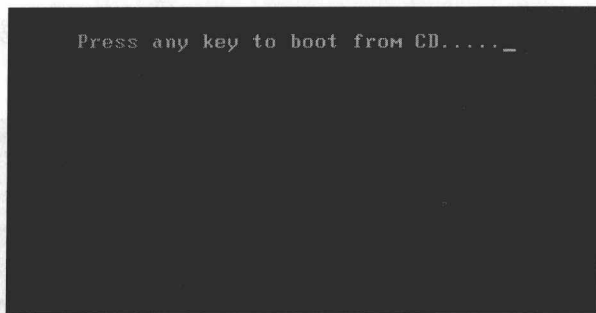 Press any key to boot from CD....._